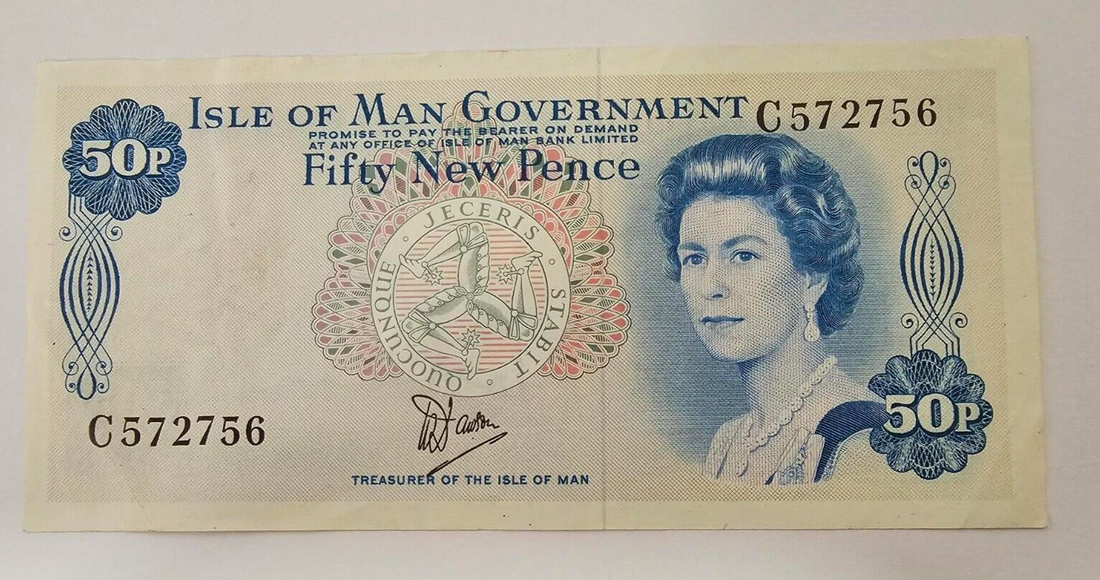 ISLE OF MAN GOVERNMENT
C572756
50P
PROMISE TO PAY THE BEARER ON DEMAND
AT ANY OFFICE OF ISLE OF MAN BANK LIMITED
Fifty New Pence
QUOCUNQUE · JECERIS · STABIT ·
50P
C572756
TREASURER OF THE ISLE OF MAN